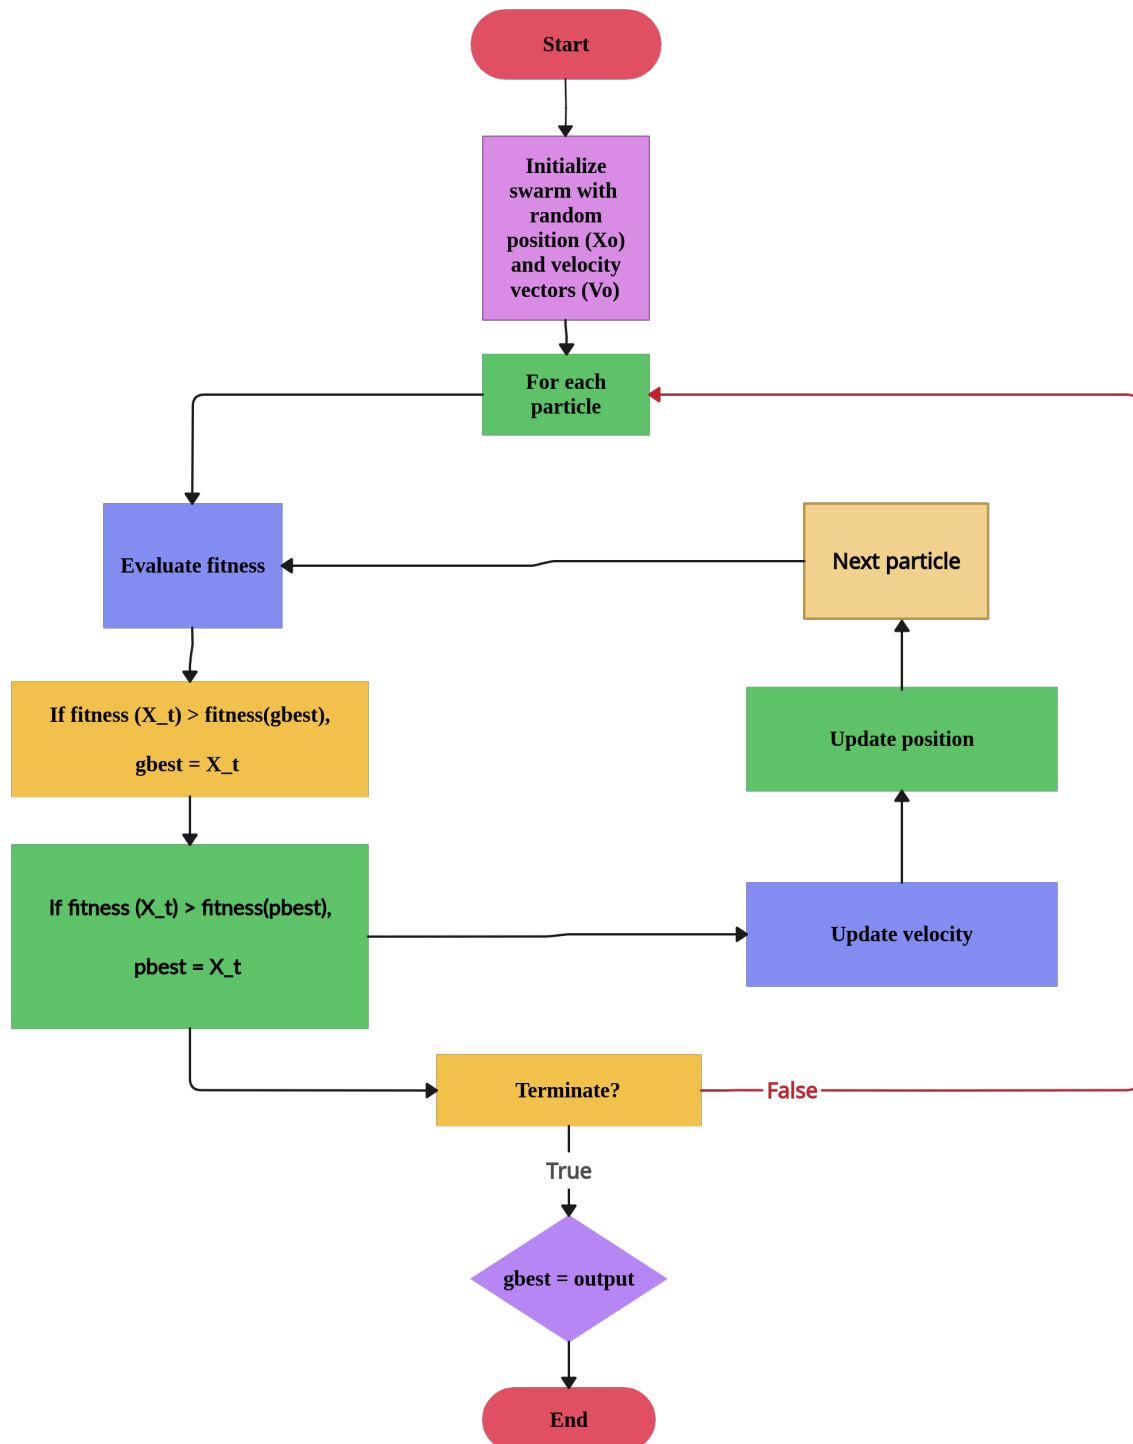 Start
Initialize
swarm with
random
position (Xo)
and velocity
vectors (Vo)
For each
particle
Evaluate fitness
Next particle
If fitness (X_t) > fitness(gbest),
gbest = X_t
Update position
If fitness (X_t) > fitness(pbest),
pbest = X_t
Update velocity
Terminate?
False
True
gbest = output
End